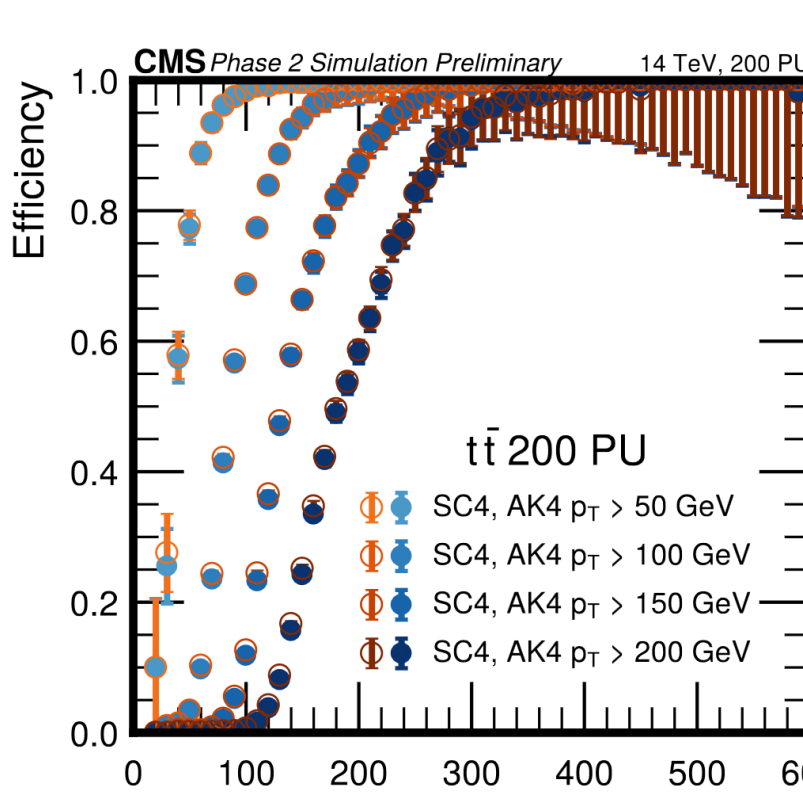 CMS Phase 2 Simulation Preliminary 14 TeV, 200 PU
Efficiency
1.0
0.8
0.6
0.4
0.2
0.0
tt̄ 200 PU
SC4, AK4 pT > 50 GeV
SC4, AK4 pT > 100 GeV
SC4, AK4 pT > 150 GeV
SC4, AK4 pT > 200 GeV
0 100 200 300 400 500